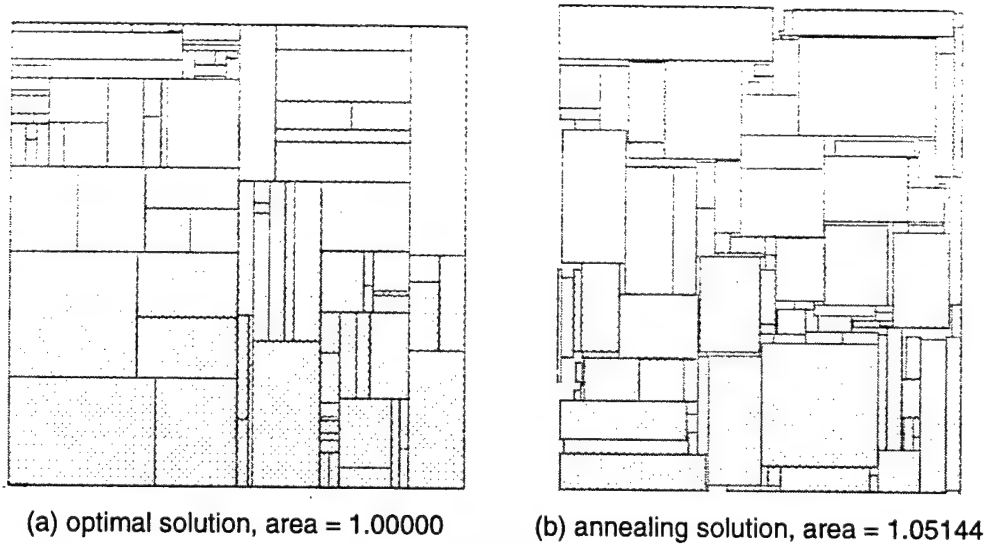 (a) optimal solution, area = 1.00000
(b) annealing solution, area = 1.05144